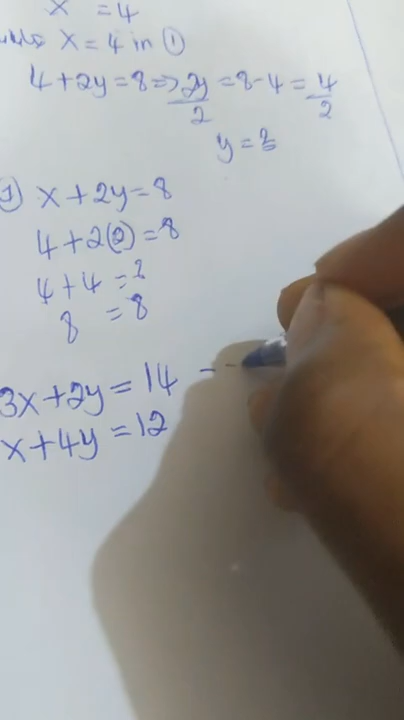 x = 4
x = 4 in ①
4 + 2y = 8 => 2y/2 = 8 - 4 = 4/2
y = 2
1) x + 2y = 8
4 + 2(2) = 8
4 + 4 = 8
8 = 8
3x + 2y = 14 - -
x + 4y = 12